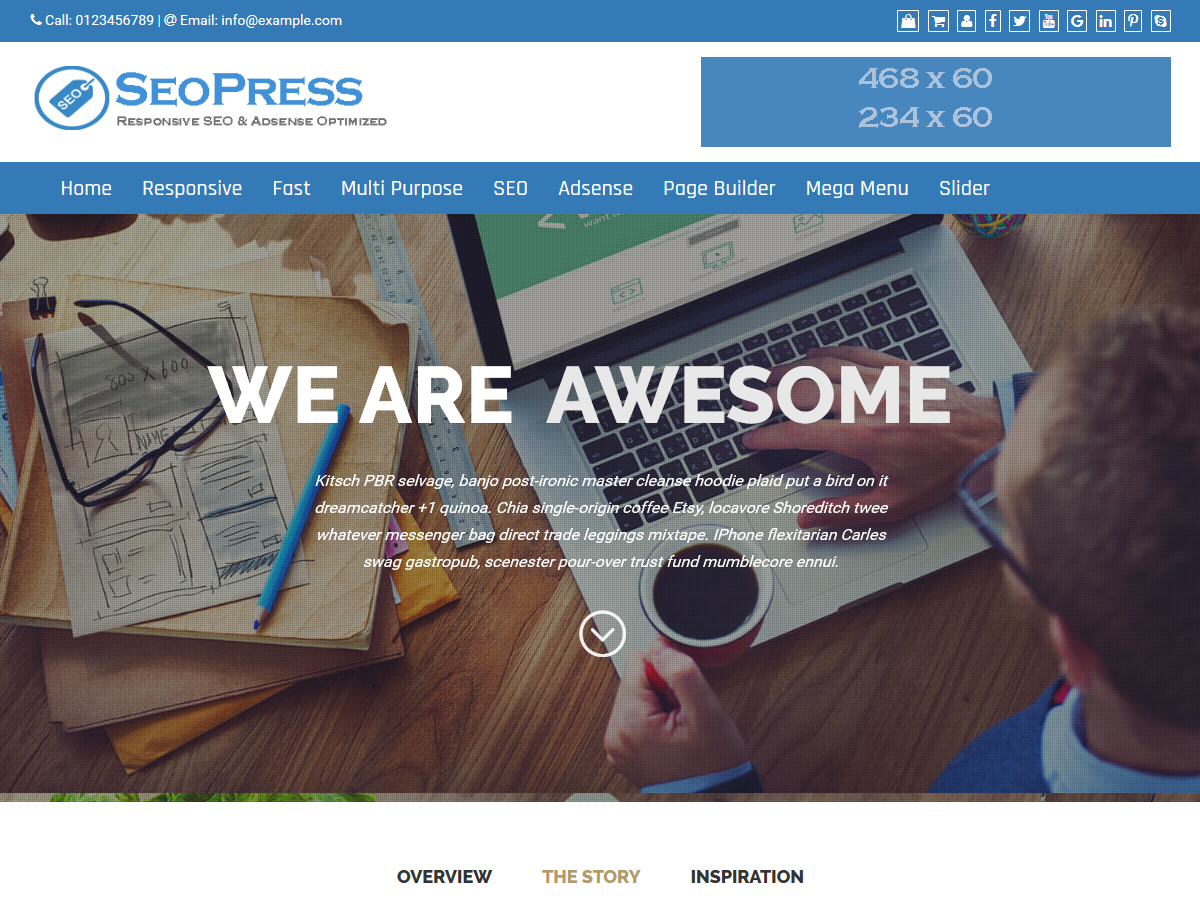 Call: 0123456789 | Email: info@example.com
SEO
SEOPRESS
RESPONSIVE SEO & ADSENSE OPTIMIZED
468 x 60
234 x 60
Home Responsive Fast Multi Purpose SEO Adsense Page Builder Mega Menu Slider
want to
800 x 600
WE ARE AWESOME
Kitsch PBR selvage, banjo post-ironic master cleanse hoodie plaid put a bird on it
dreamcatcher +1 quinoa. Chia single-origin coffee Etsy, locavore Shoreditch twee
whatever messenger bag direct trade leggings mixtape. IPhone flexitarian Carles
swag gastropub, scenester pour-over trust fund mumblecore ennui.
OVERVIEW THE STORY INSPIRATION